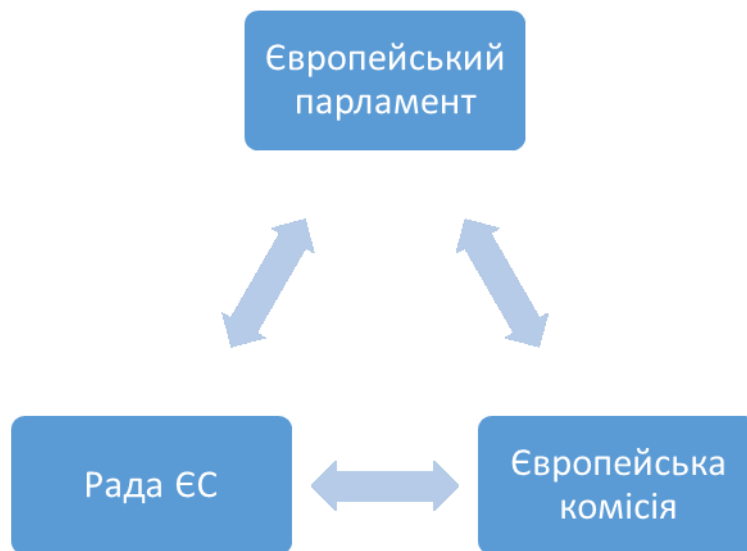 Європейський
парламент
Рада ЄС
Європейська
комісія